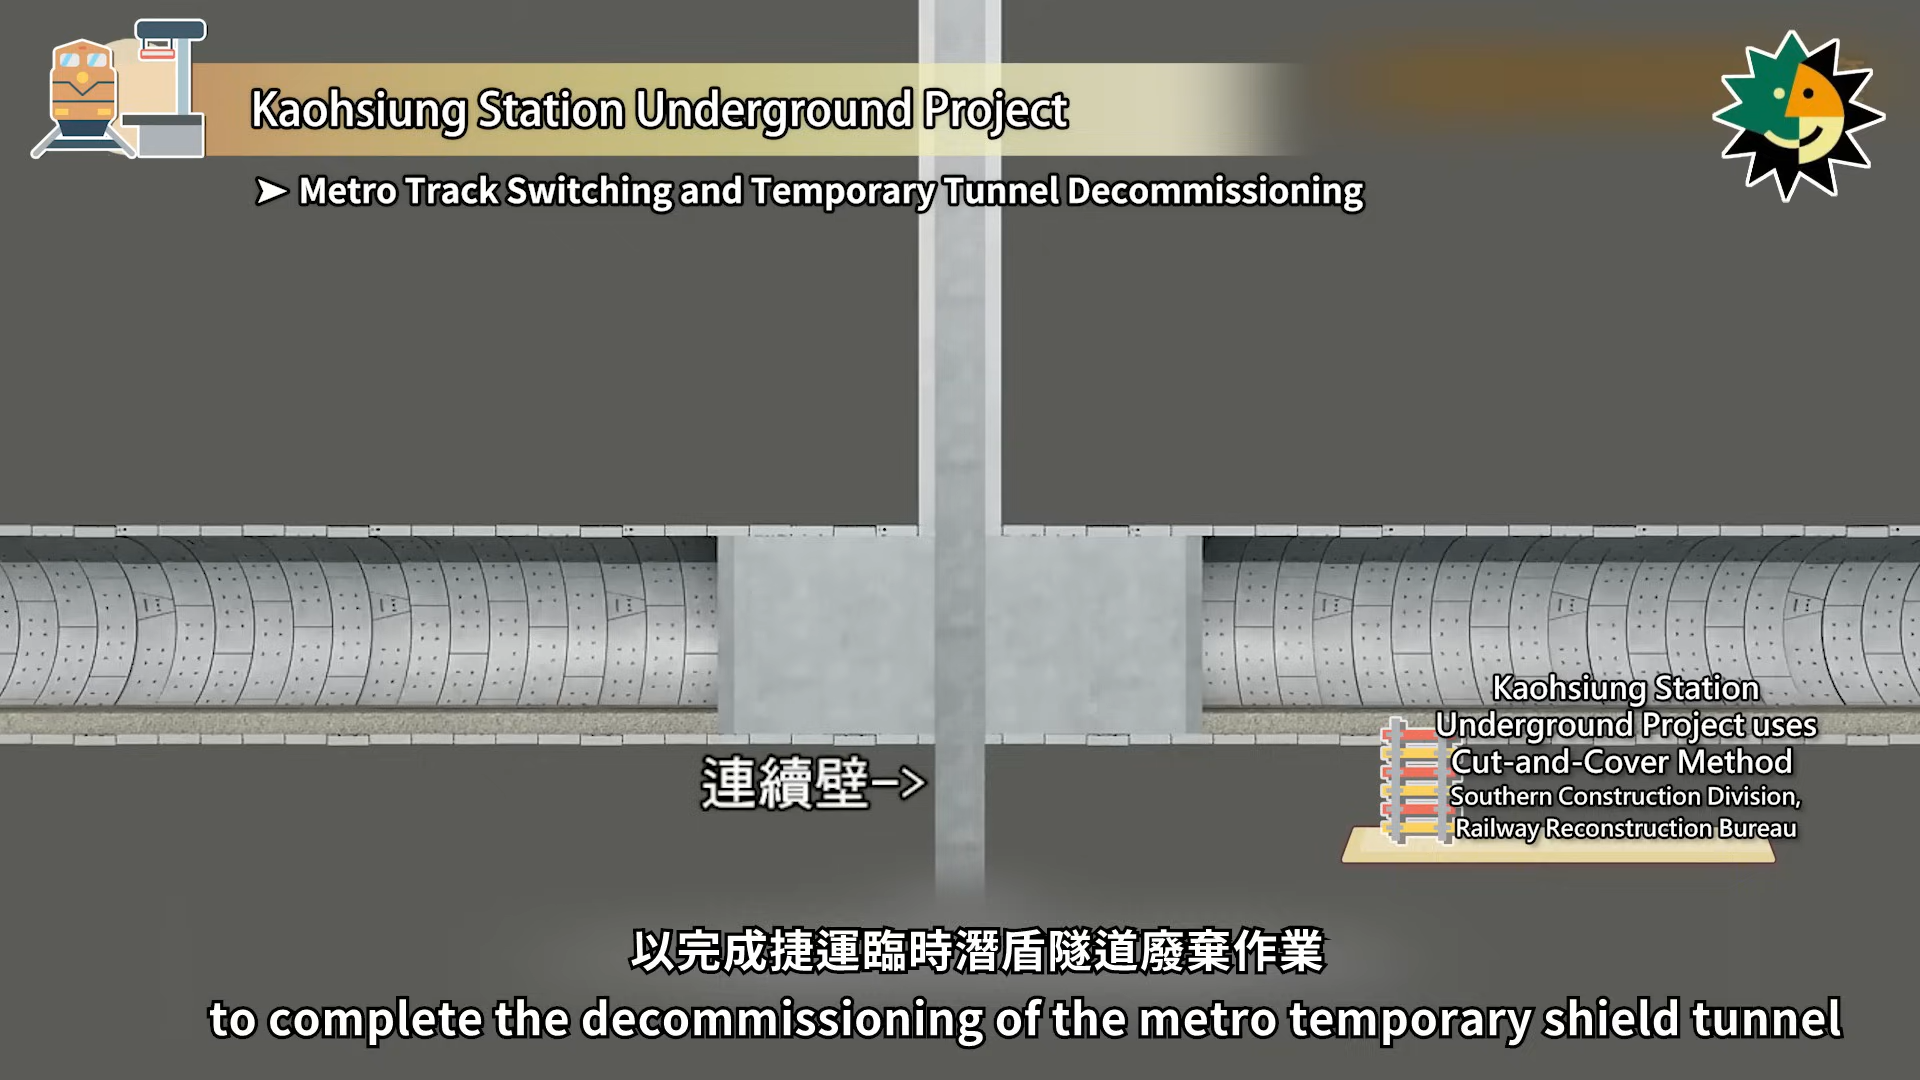 Kaohsiung Station Underground Project
➤ Metro Track Switching and Temporary Tunnel Decommissioning
Kaohsiung Station
Underground Project uses
Cut-and-Cover Method
Southern Construction Division,
Railway Reconstruction Bureau
連續壁->
以完成捷運臨時潛盾隧道廢棄作業
to complete the decommissioning of the metro temporary shield tunnel